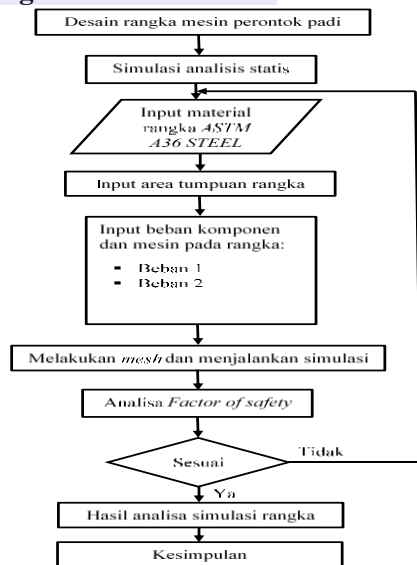 Desain rangka mesin perontok padi
Simulasi analisis statis
Input material
rangka ASTM
A36 STEEL
Input area tumpuan rangka
Input beban komponen
dan mesin pada rangka:
▪ Beban 1
▪ Beban 2
Melakukan mesh dan menjalankan simulasi
Analisa Factor of safety
Sesuai
Tidak
Ya
Hasil analisa simulasi rangka
Kesimpulan